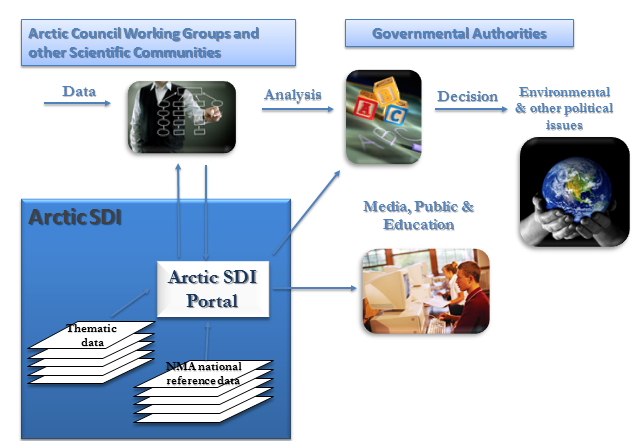 Arctic Council Working Groups and
other Scientific Communities
Governmental Authorities
Data
Analysis
Decision
Environmental
& other political
issues
A
C
ABC
Arctic SDI
Media, Public &
Education
Arctic SDI
Portal
Thematic
data
NMA national
reference data